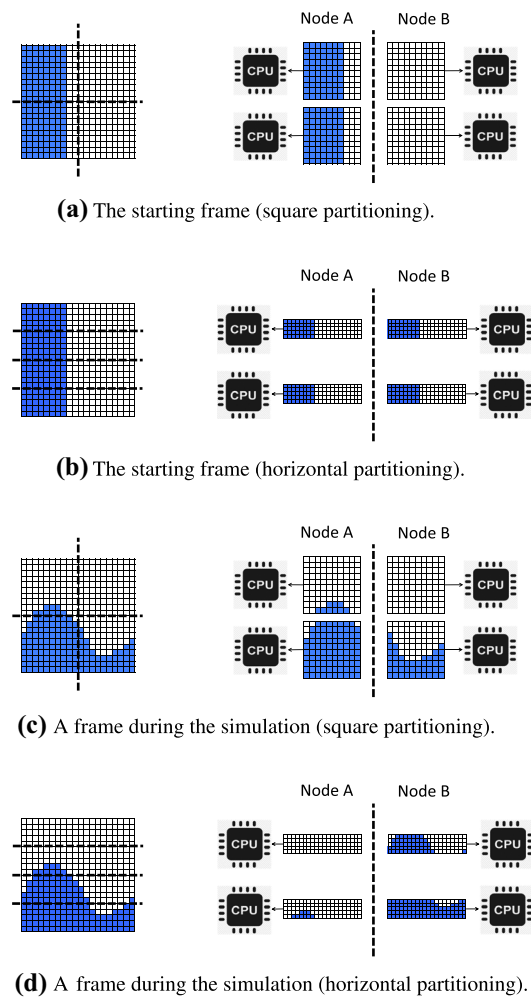 Node A Node B
CPU CPU
CPU CPU
(a) The starting frame (square partitioning).
Node A Node B
CPU CPU
CPU CPU
(b) The starting frame (horizontal partitioning).
Node A Node B
CPU CPU
CPU CPU
(c) A frame during the simulation (square partitioning).
Node A Node B
CPU CPU
CPU CPU
(d) A frame during the simulation (horizontal partitioning).